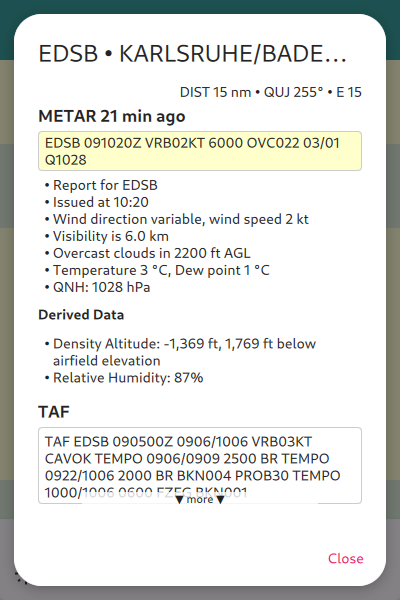 EDSB • KARLSRUHE/BADE...
DIST 15 nm • QUJ 255° • E 15
METAR 21 min ago
EDSB 091020Z VRB02KT 6000 OVC022 03/01
Q1028
• Report for EDSB
• Issued at 10:20
• Wind direction variable, wind speed 2 kt
• Visibility is 6.0 km
• Overcast clouds in 2200 ft AGL
• Temperature 3 °C, Dew point 1 °C
• QNH: 1028 hPa
Derived Data
• Density Altitude: -1,369 ft, 1,769 ft below
airfield elevation
• Relative Humidity: 87%
TAF
TAF EDSB 090500Z 0906/1006 VRB03KT
CAVOK TEMPO 0906/0909 2500 BR TEMPO
0922/1006 2000 BR BKN004 PROB30 TEMPO
1000/1006 0600 FZFG BKN001
▼ more ▼
Close